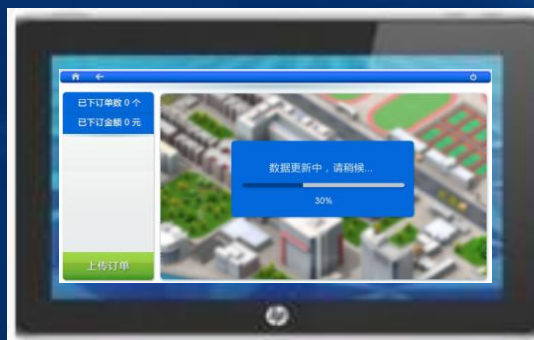 已下订单数 0 个
已下订金额 0 元
数据更新中，请稍候...
30%
上传订单
hp